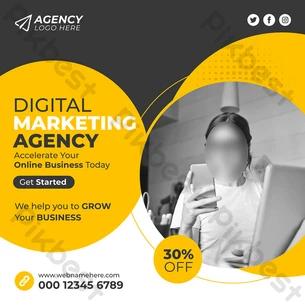 AGENCY
LOGO HERE
DIGITAL
MARKETING
AGENCY
Accelerate Your
Online Business Today
Get Started
We help you to GROW
Your BUSINESS
30%
OFF
www.webnamehere.com
000 12345 6789
pikbest